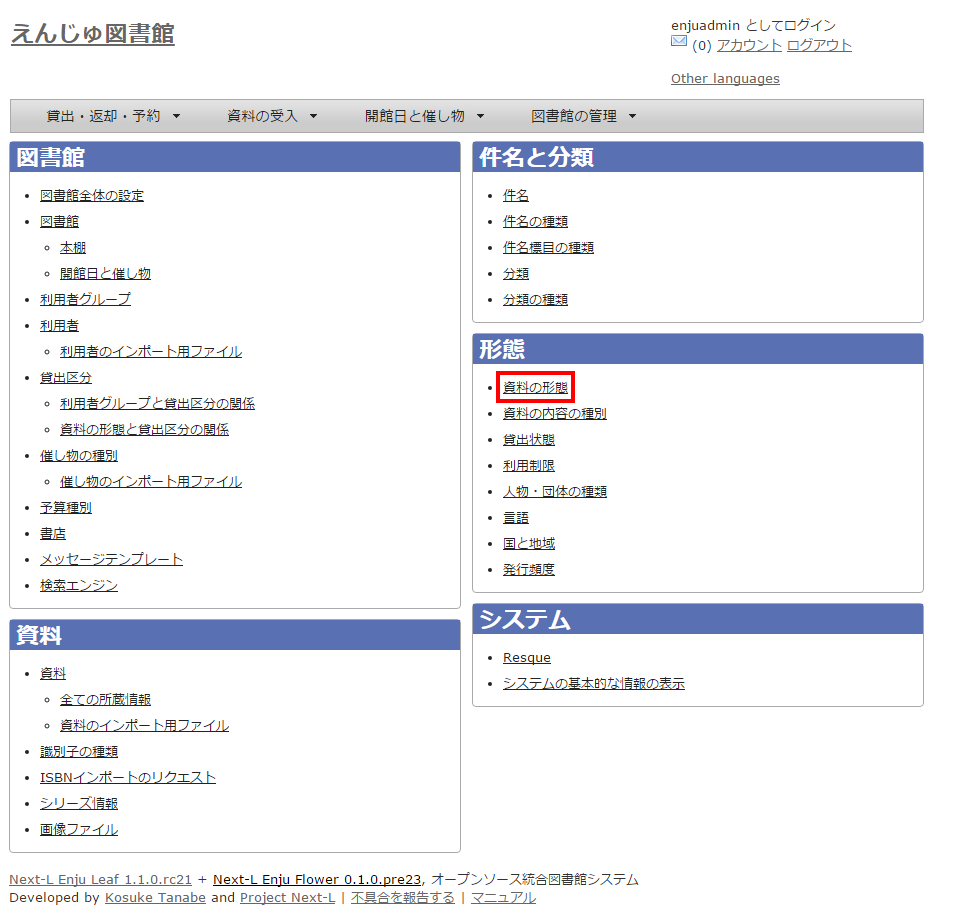 えんじゅ図書館
enjuadmin としてログイン
(0) アカウント ログアウト
Other languages
貸出・返却・予約 資料の受入 開館日と催し物 図書館の管理
図書館
図書館全体の設定
図書館
本棚
開館日と催し物
利用者グループ
利用者
利用者のインポート用ファイル
貸出区分
利用者グループと貸出区分の関係
資料の形態と貸出区分の関係
催し物の種別
催し物のインポート用ファイル
予算種別
書店
メッセージテンプレート
検索エンジン
資料
資料
全ての所蔵情報
資料のインポート用ファイル
識別子の種類
ISBNインポートのリクエスト
シリーズ情報
画像ファイル
件名と分類
件名
件名の種類
件名標目の種類
分類
分類の種類
形態
資料の形態
資料の内容の種別
貸出状態
利用制限
人物・団体の種類
言語
国と地域
発行頻度
システム
Resque
システムの基本的な情報の表示
Next-L Enju Leaf 1.1.0.rc21 + Next-L Enju Flower 0.1.0.pre23, オープンソース統合図書館システム
Developed by Kosuke Tanabe and Project Next-L | 不具合を報告する | マニュアル